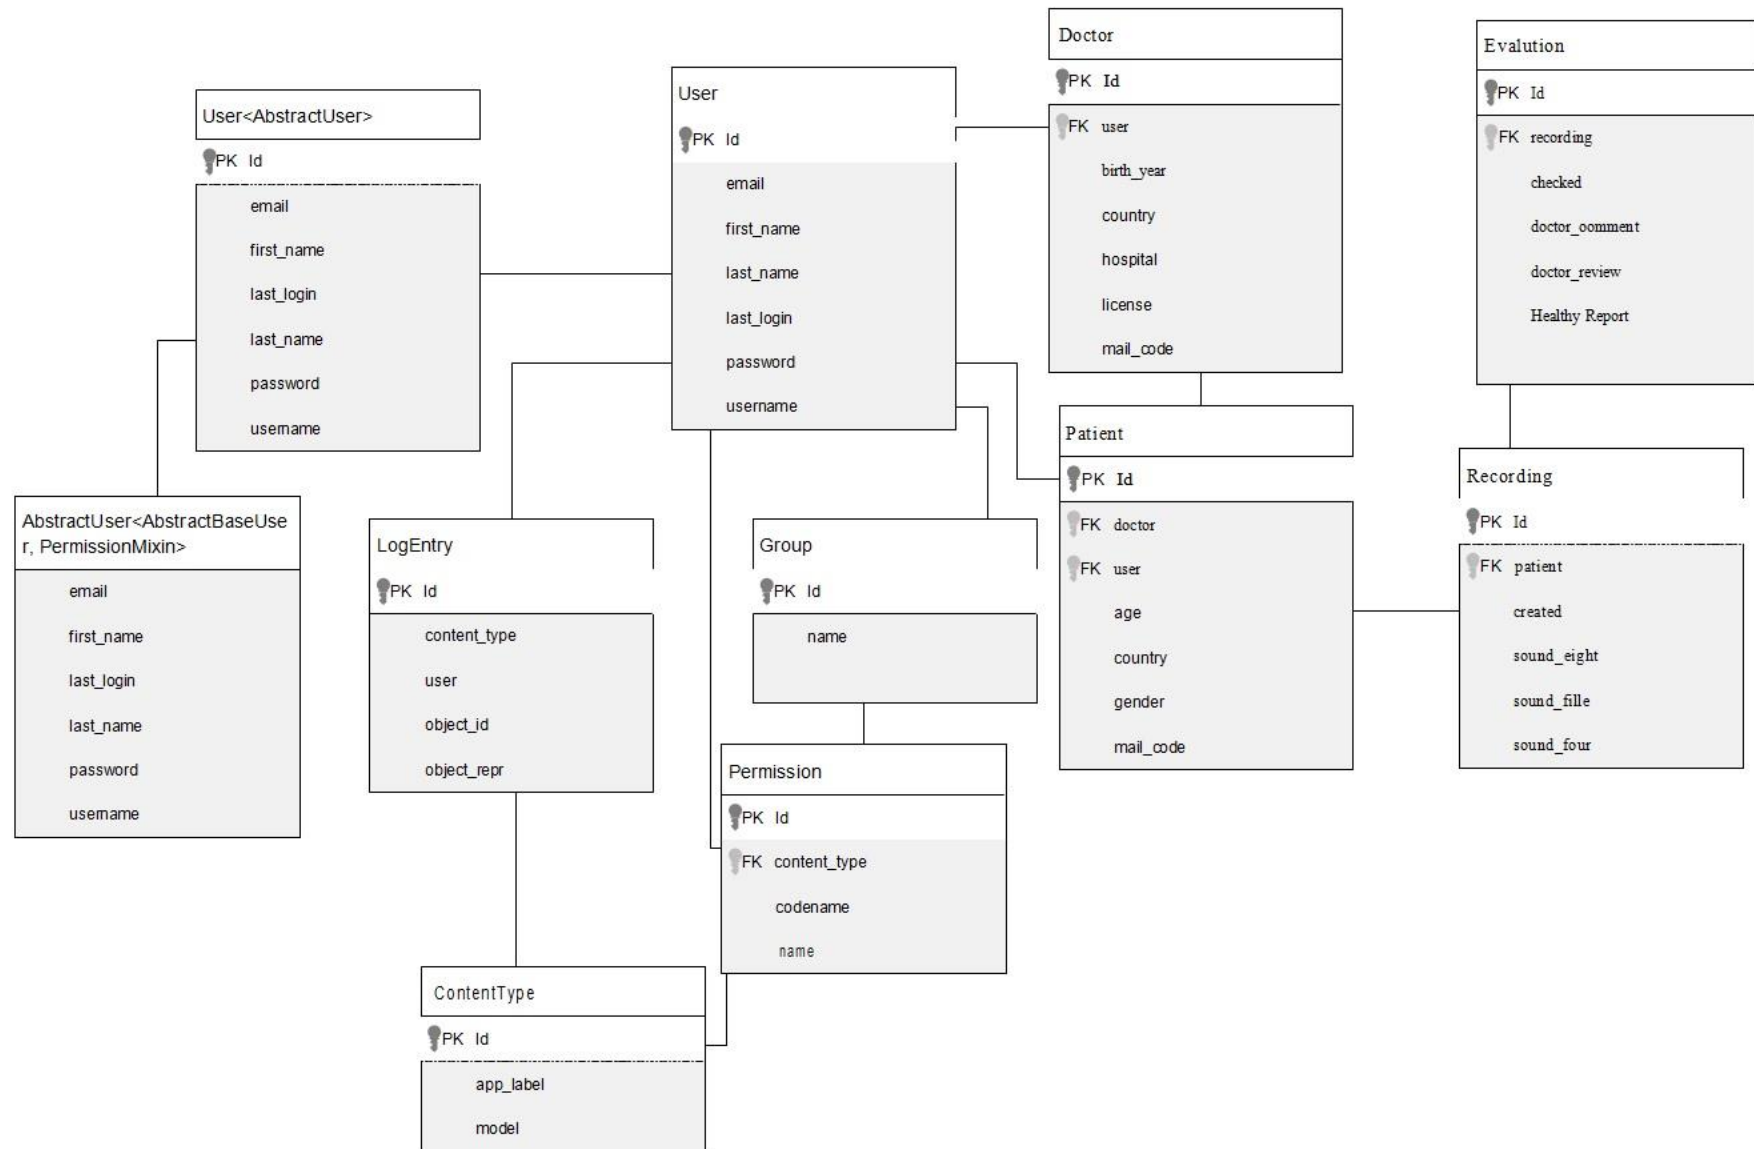 User<AbstractUser>
PK Id
email
first_name
last_login
last_name
password
username
AbstractUser<AbstractBaseUse
r, PermissionMixin>
email
first_name
last_login
last_name
password
username
User
PK Id
email
first_name
last_name
last_login
password
username
LogEntry
PK Id
content_type
user
object_id
object_repr
Group
PK Id
name
Permission
PK Id
FK content_type
codename
name
ContentType
PK Id
app_label
model
Doctor
PK Id
FK user
birth_year
country
hospital
license
mail_code
Patient
PK Id
FK doctor
FK user
age
country
gender
mail_code
Evalution
PK Id
FK recording
checked
doctor_oomment
doctor_review
Healthy Report
Recording
PK Id
FK patient
created
sound_eight
sound_fille
sound_four